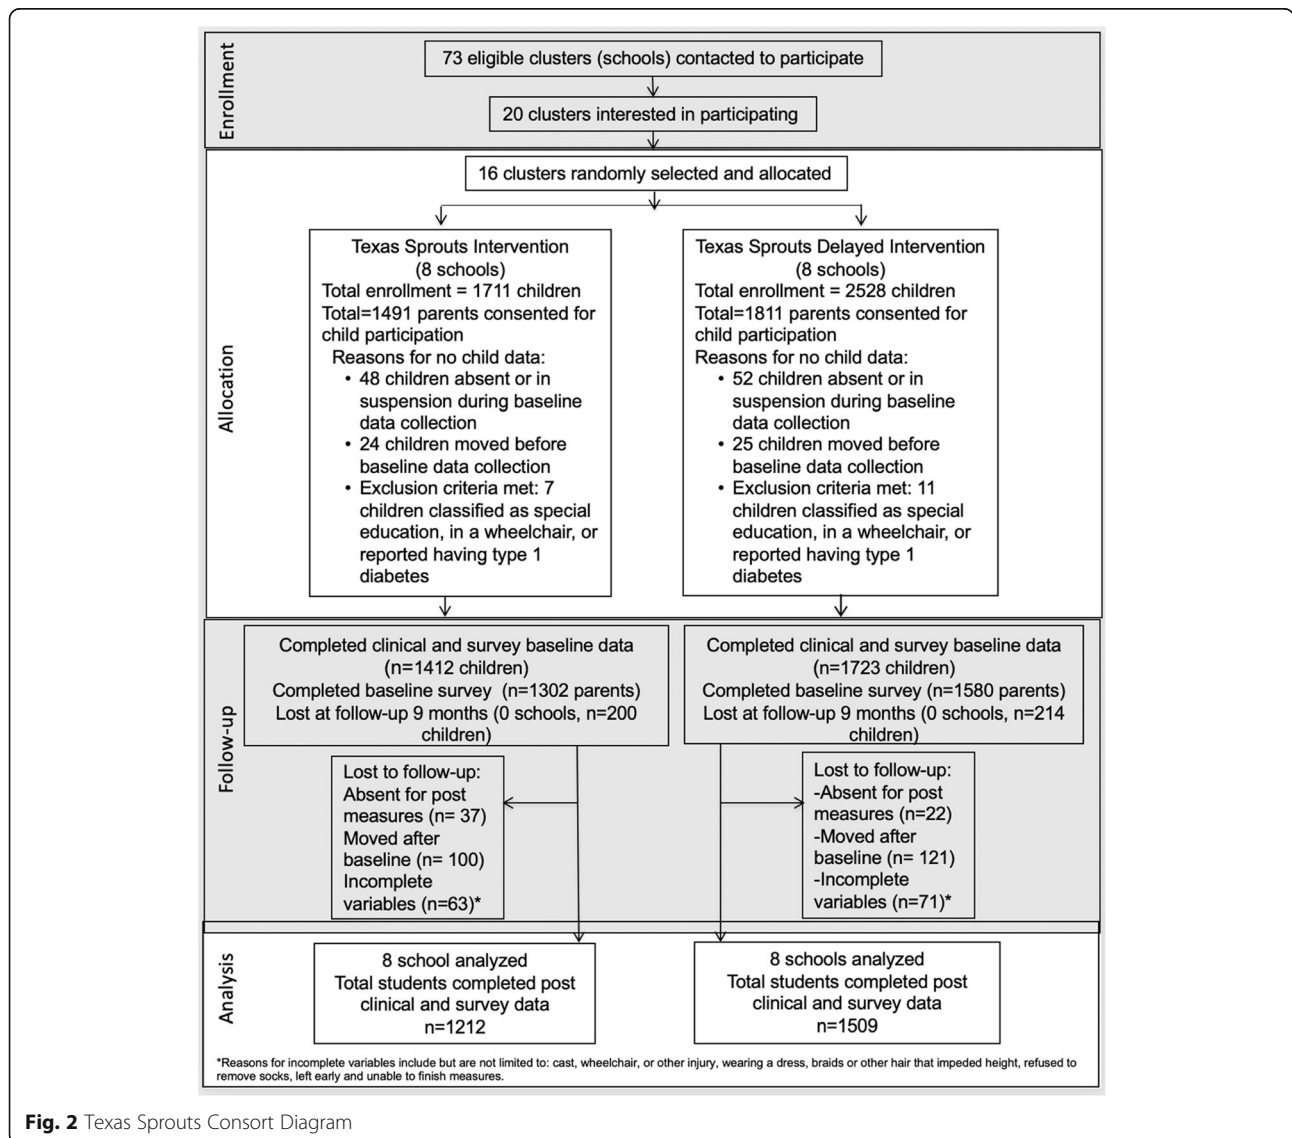 Enrollment
73 eligible clusters (schools) contacted to participate
20 clusters interested in participating
Allocation
16 clusters randomly selected and allocated
Texas Sprouts Intervention
(8 schools)
Total enrollment = 1711 children
Total=1491 parents consented for
child participation
Reasons for no child data:
• 48 children absent or in
suspension during baseline
data collection
• 24 children moved before
baseline data collection
• Exclusion criteria met: 7
children classified as special
education, in a wheelchair, or
reported having type 1
diabetes
Texas Sprouts Delayed Intervention
(8 schools)
Total enrollment = 2528 children
Total=1811 parents consented for
child participation
Reasons for no child data:
• 52 children absent or in
suspension during baseline
data collection
• 25 children moved before
baseline data collection
• Exclusion criteria met: 11
children classified as special
education, in a wheelchair, or
reported having type 1
diabetes
Follow-up
Completed clinical and survey baseline data
(n=1412 children)
Completed baseline survey (n=1302 parents)
Lost at follow-up 9 months (0 schools, n=200
children)
Completed clinical and survey baseline data
(n=1723 children)
Completed baseline survey (n=1580 parents)
Lost at follow-up 9 months (0 schools, n=214
children)
Lost to follow-up:
Absent for post
measures (n= 37)
Moved after
baseline (n= 100)
Incomplete
variables (n=63)*
Lost to follow-up:
-Absent for post
measures (n=22)
-Moved after
baseline (n= 121)
-Incomplete
variables (n=71)*
Analysis
8 school analyzed
Total students completed post
clinical and survey data
n=1212
8 schools analyzed
Total students completed post
clinical and survey data
n=1509
*Reasons for incomplete variables include but are not limited to: cast, wheelchair, or other injury, wearing a dress, braids or other hair that impeded height, refused to
remove socks, left early and unable to finish measures.
Fig. 2 Texas Sprouts Consort Diagram